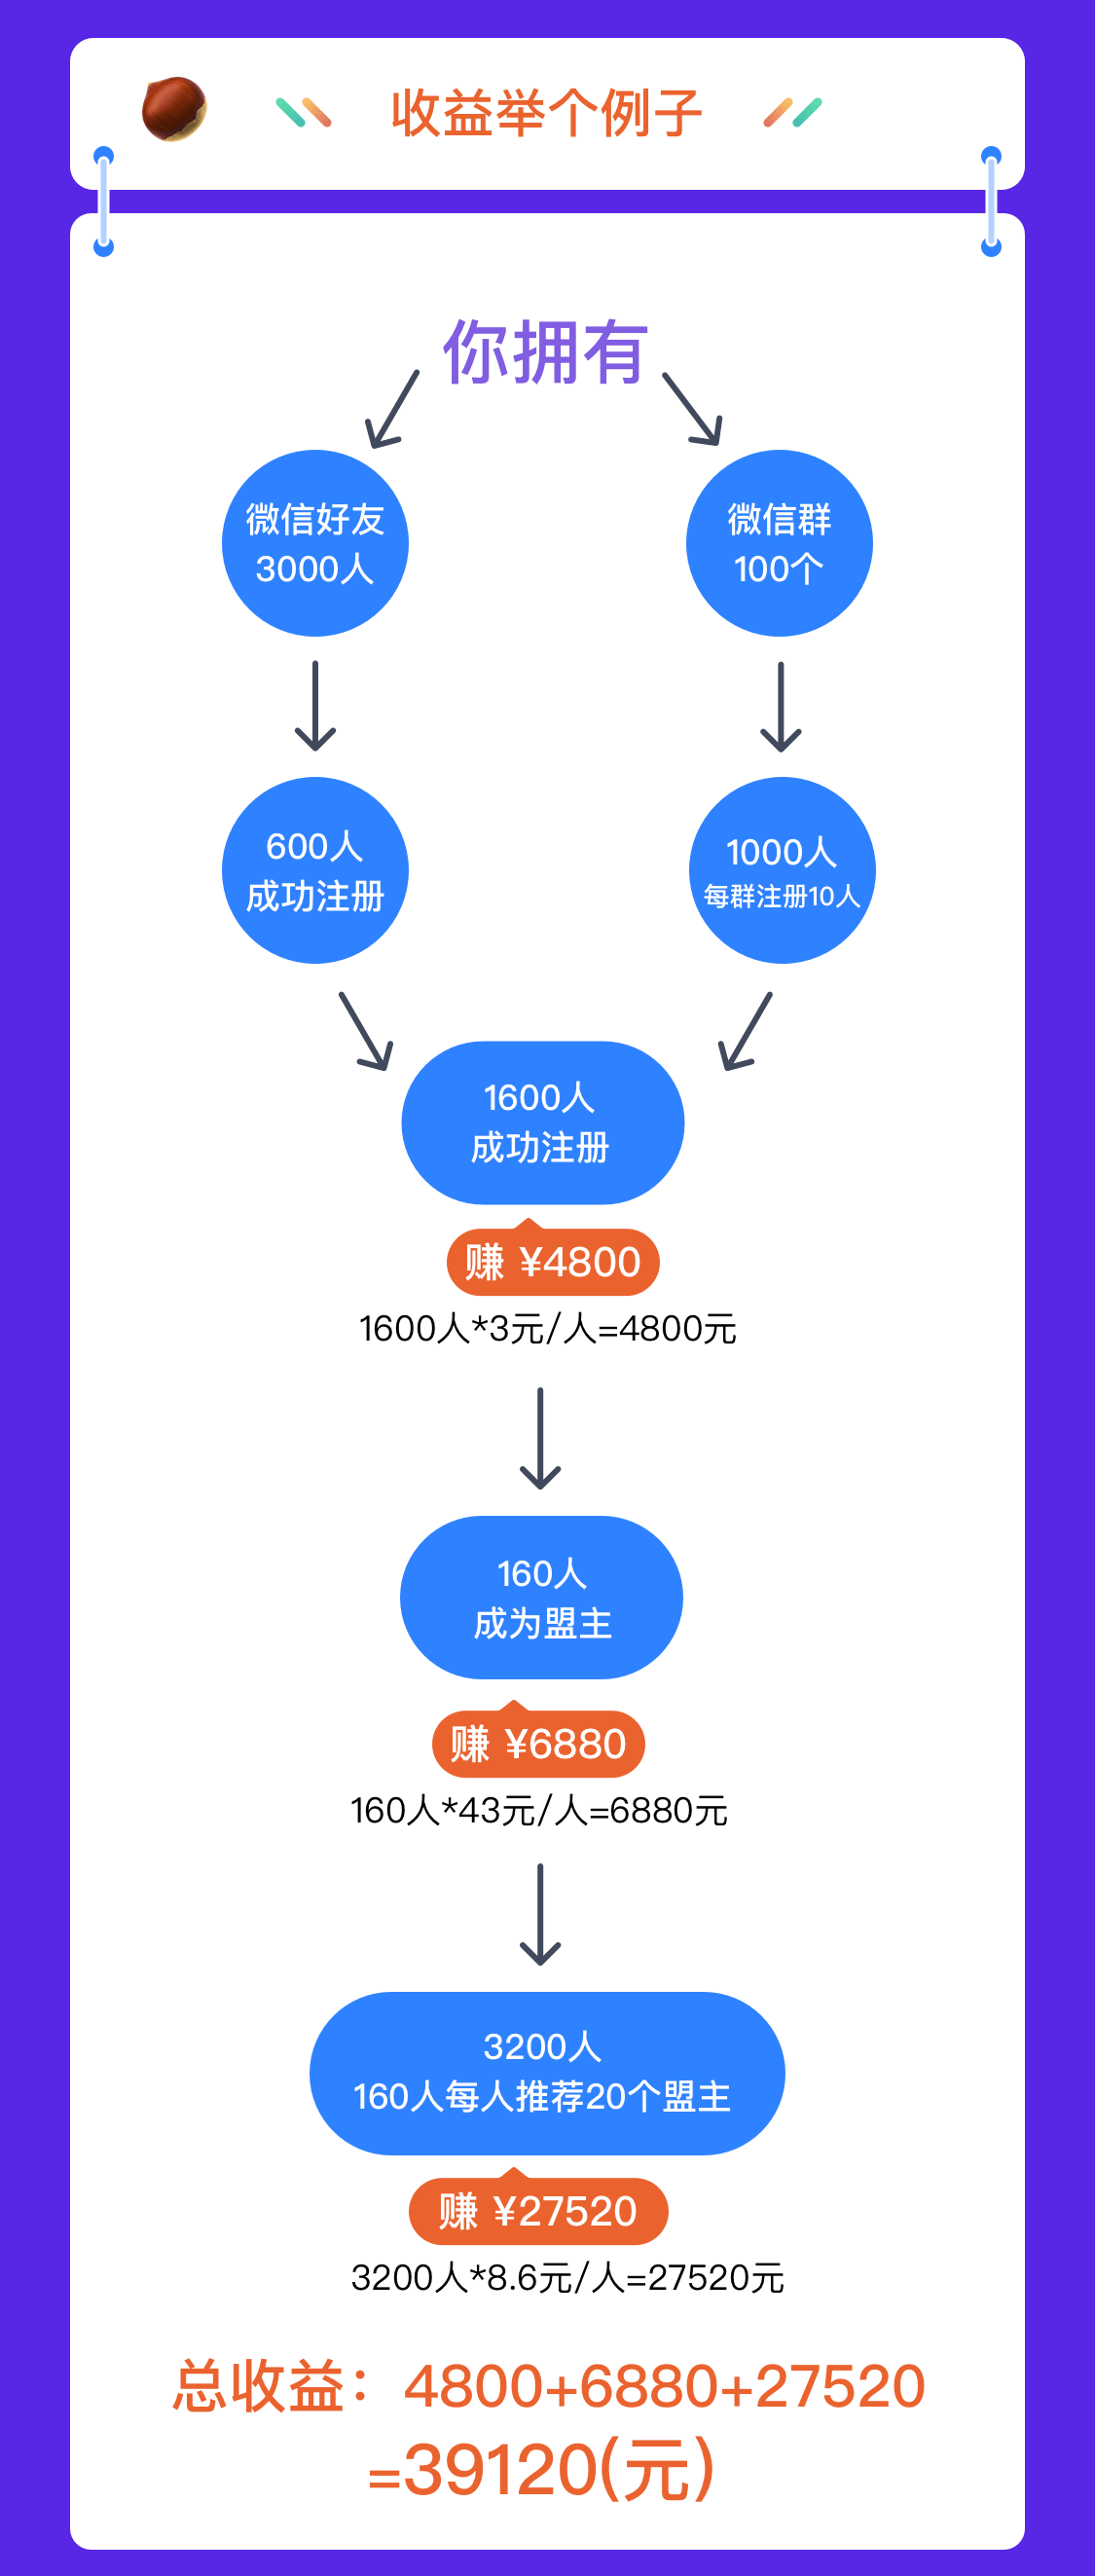 收益举个例子
你拥有
微信好友
3000人
微信群
100个
600人
成功注册
1000人
每群注册10人
1600人
成功注册
赚 ¥4800
1600人*3元/人=4800元
160人
成为盟主
赚 ¥6880
160人*43元/人=6880元
3200人
160人每人推荐20个盟主
赚 ¥27520
3200人*8.6元/人=27520元
总收益：4800+6880+27520
=39120(元)